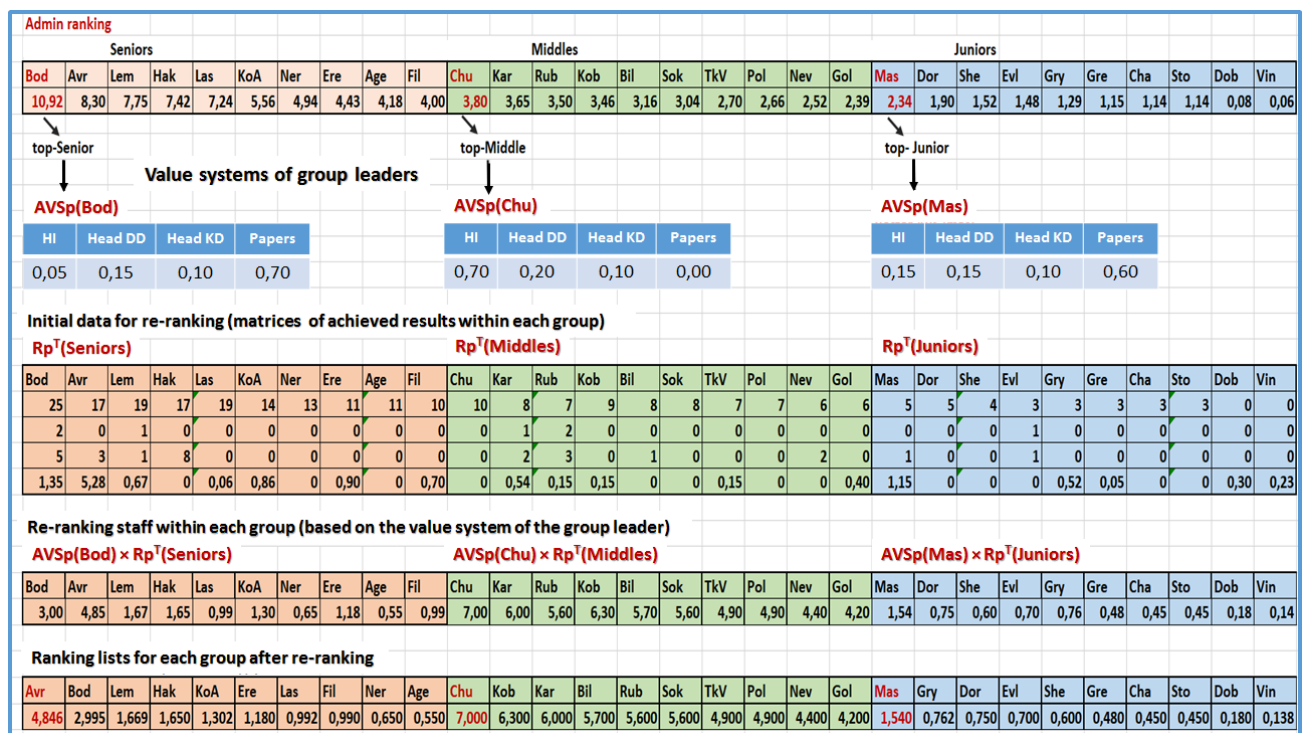 Admin ranking
Seniors Middles Juniors
Bod Avr Lem Hak Las KoA Ner Ere Age Fil Chu Kar Rub Kob Bil Sok TkV Pol Nev Gol Mas Dor She Evl Gry Gre Cha Sto Dob Vin
10,92 8,30 7,75 7,42 7,24 5,56 4,94 4,43 4,18 4,00 3,80 3,65 3,50 3,46 3,16 3,04 2,70 2,66 2,52 2,39 2,34 1,90 1,52 1,48 1,29 1,15 1,14 1,14 0,08 0,06
top-Senior top-Middle top- Junior
Value systems of group leaders
AVSp(Bod) AVSp(Chu) AVSp(Mas)
HI Head DD Head KD Papers HI Head DD Head KD Papers HI Head DD Head KD Papers
0,05 0,15 0,10 0,70 0,70 0,20 0,10 0,00 0,15 0,15 0,10 0,60
Initial data for re-ranking (matrices of achieved results within each group)
Rpᵀ(Seniors) Rpᵀ(Middles) Rpᵀ(Juniors)
Bod Avr Lem Hak Las KoA Ner Ere Age Fil Chu Kar Rub Kob Bil Sok TkV Pol Nev Gol Mas Dor She Evl Gry Gre Cha Sto Dob Vin
25 17 19 17 19 14 13 11 11 10 10 8 7 9 8 8 7 7 6 6 5 5 4 3 3 3 3 3 0 0
2 0 1 0 0 0 0 0 0 0 0 1 2 0 0 0 0 0 0 0 0 0 0 1 0 0 0 0 0 0
5 3 1 8 0 0 0 0 0 0 0 2 3 0 1 0 0 0 2 0 1 0 0 1 0 0 0 0 0 0
1,35 5,28 0,67 0 0,06 0,86 0 0,90 0 0,70 0 0,54 0,15 0,15 0 0 0,15 0 0 0,40 1,15 0 0 0 0,52 0,05 0 0 0,30 0,23
Re-ranking staff within each group (based on the value system of the group leader)
AVSp(Bod) × Rpᵀ(Seniors) AVSp(Chu) × Rpᵀ(Middles) AVSp(Mas) × Rpᵀ(Juniors)
Bod Avr Lem Hak Las KoA Ner Ere Age Fil Chu Kar Rub Kob Bil Sok TkV Pol Nev Gol Mas Dor She Evl Gry Gre Cha Sto Dob Vin
3,00 4,85 1,67 1,65 0,99 1,30 0,65 1,18 0,55 0,99 7,00 6,00 5,60 6,30 5,70 5,60 4,90 4,90 4,40 4,20 1,54 0,75 0,60 0,70 0,76 0,48 0,45 0,45 0,18 0,14
Ranking lists for each group after re-ranking
Avr Bod Lem Hak KoA Ere Las Fil Ner Age Chu Kob Kar Bil Rub Sok TkV Pol Nev Gol Mas Gry Dor Evl She Gre Cha Sto Dob Vin
4,846 2,995 1,669 1,650 1,302 1,180 0,992 0,990 0,650 0,550 7,000 6,300 6,000 5,700 5,600 5,600 4,900 4,900 4,400 4,200 1,540 0,762 0,750 0,700 0,600 0,480 0,450 0,450 0,180 0,138